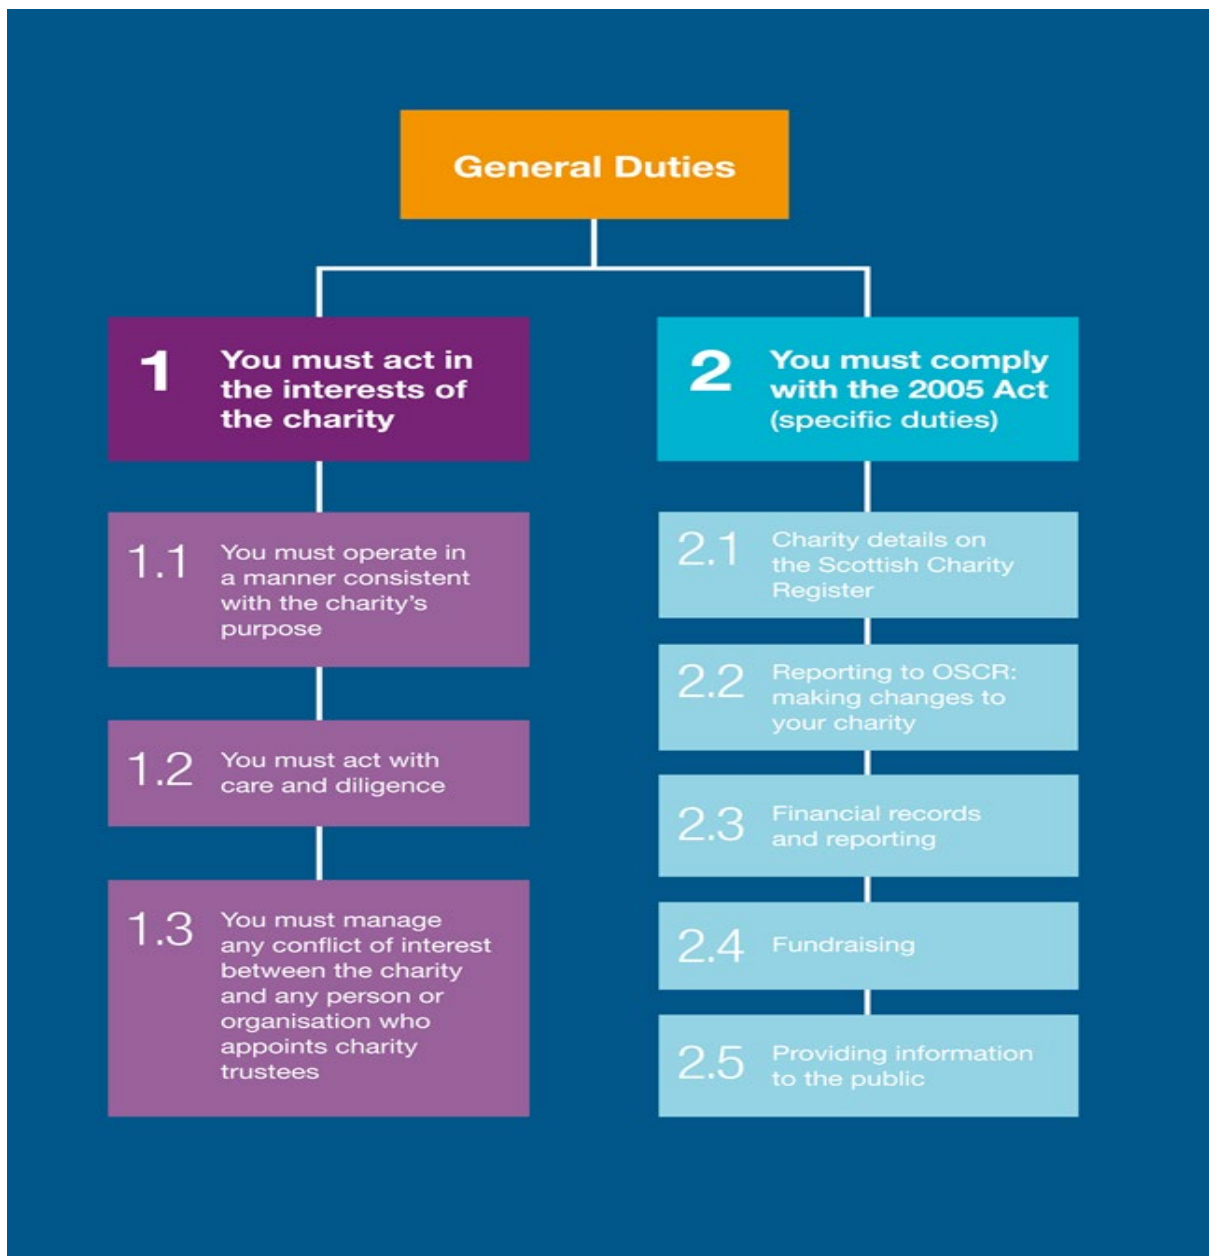 General Duties
1
You must act in
the interests of
the charity
1.1
You must operate in
a manner consistent
with the charity’s
purpose
1.2
You must act with
care and diligence
1.3
You must manage
any conflict of interest
between the charity
and any person or
organisation who
appoints charity
trustees
2
You must comply
with the 2005 Act
(specific duties)
2.1
Charity details on
the Scottish Charity
Register
2.2
Reporting to OSCR:
making changes to
your charity
2.3
Financial records
and reporting
2.4
Fundraising
2.5
Providing information
to the public